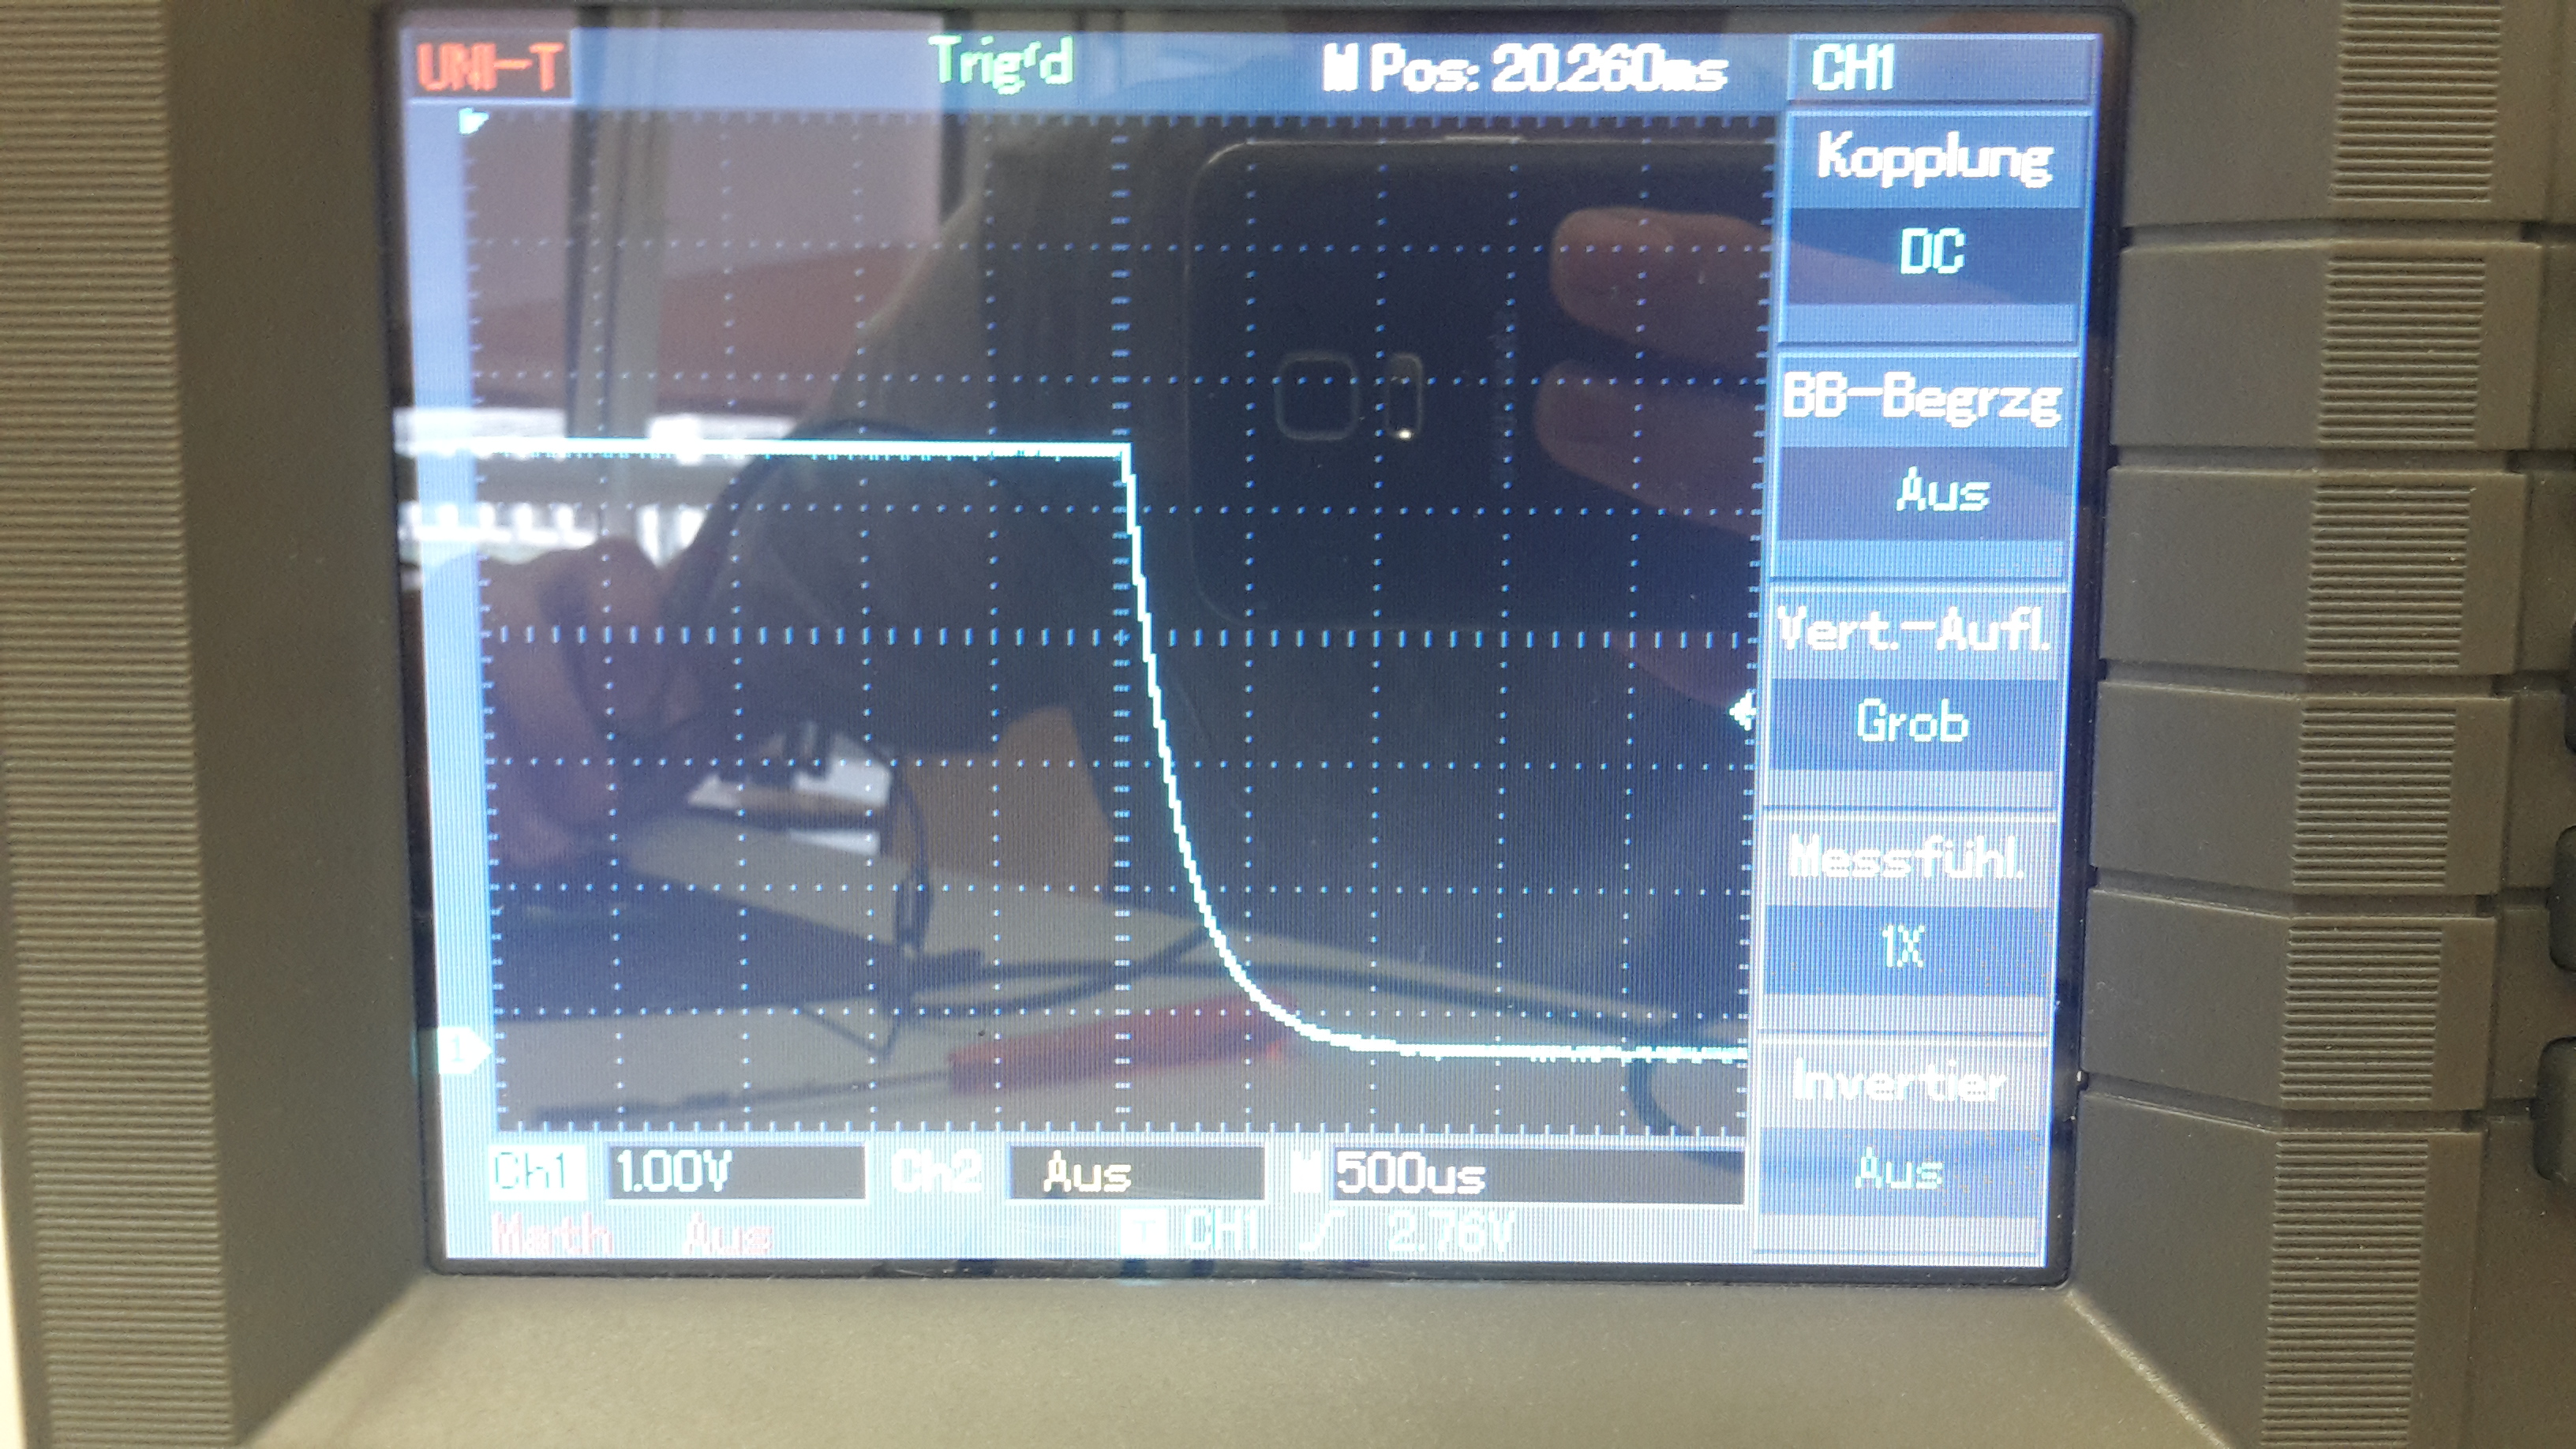 UNI-T Trig'd M Pos: 20.260ms CH1
Kopplung
DC
BB-Begrzg
Aus
Vert.-Aufl.
Grob
Messfühl.
1X
Invertier
Aus
1
Ch1 1.00V Ch2 Aus M 500us
Math Aus T CH1 2.76V